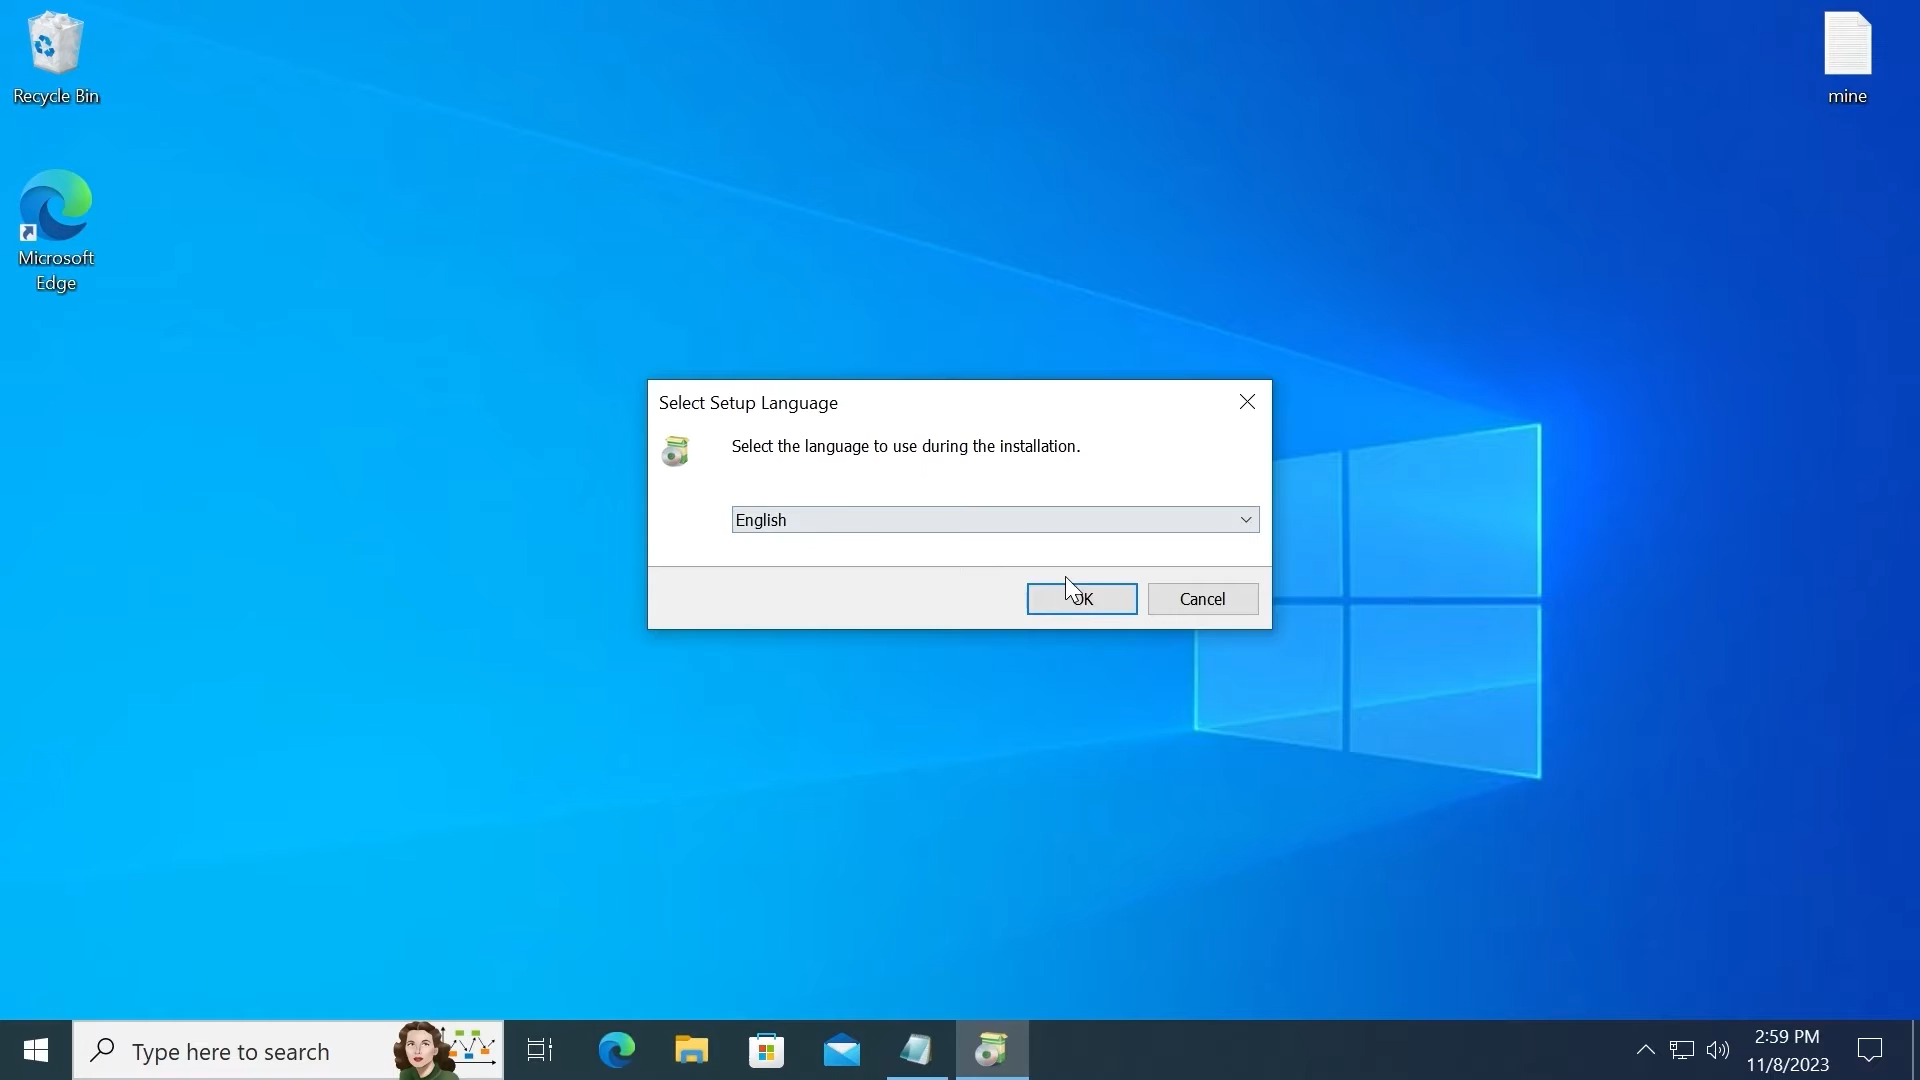 Recycle Bin
Microsoft
Edge
mine
Select Setup Language
Select the language to use during the installation.
English
OK
Cancel
Type here to search
2:59 PM
11/8/2023